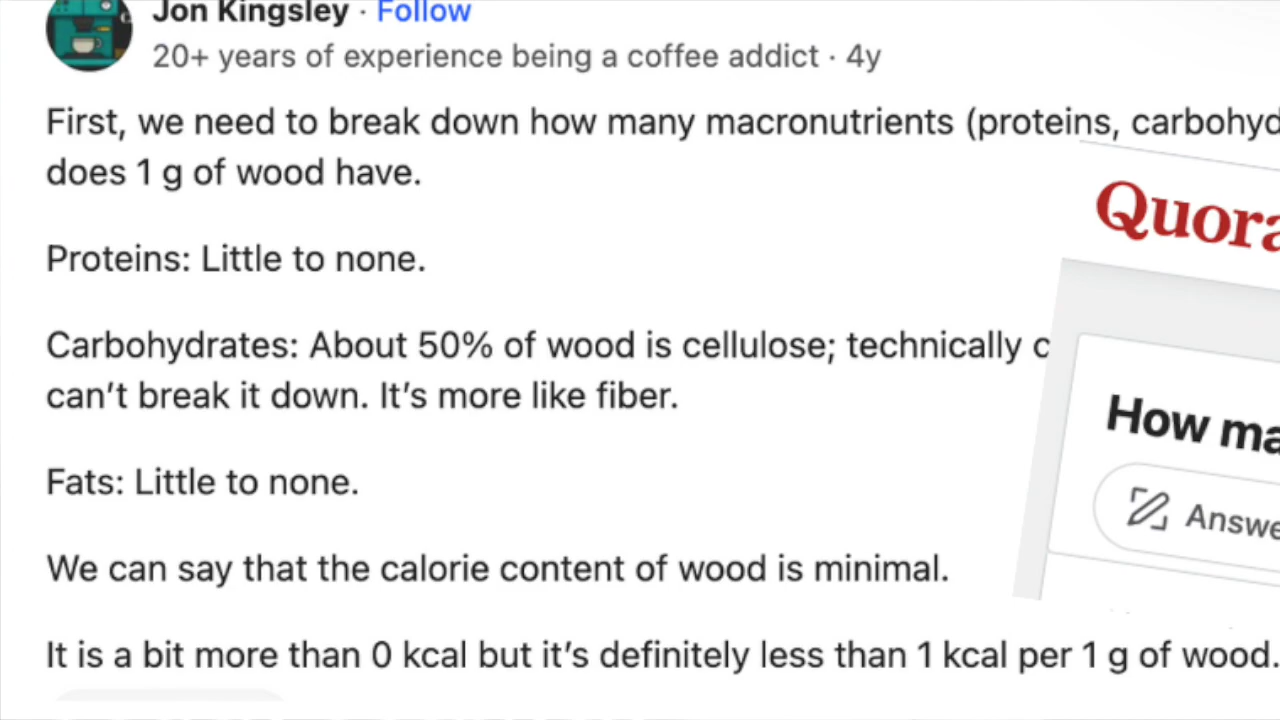 Jon Kingsley · Follow
20+ years of experience being a coffee addict · 4y
First, we need to break down how many macronutrients (proteins,
does 1 g of wood have.
Proteins: Little to none.
Carbohydrates: About 50% of wood is cellulose; technically
can't break it down. It's more like fiber.
Fats: Little to none.
We can say that the calorie content of wood is minimal.
It is a bit more than 0 kcal but it's definitely less than 1 kcal per 1 g of wood.
Quora
How